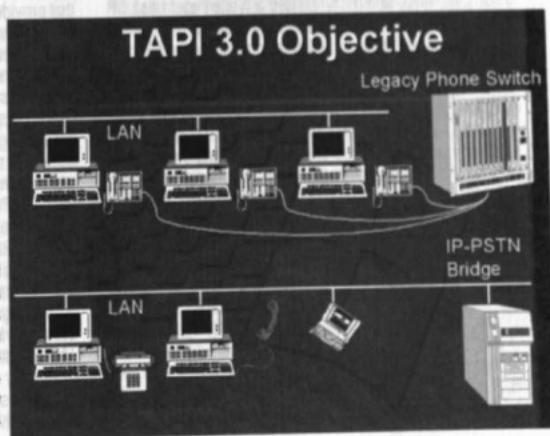 TAPI 3.0 Objective
Legacy Phone Switch
LAN
IP-PSTN
Bridge
LAN